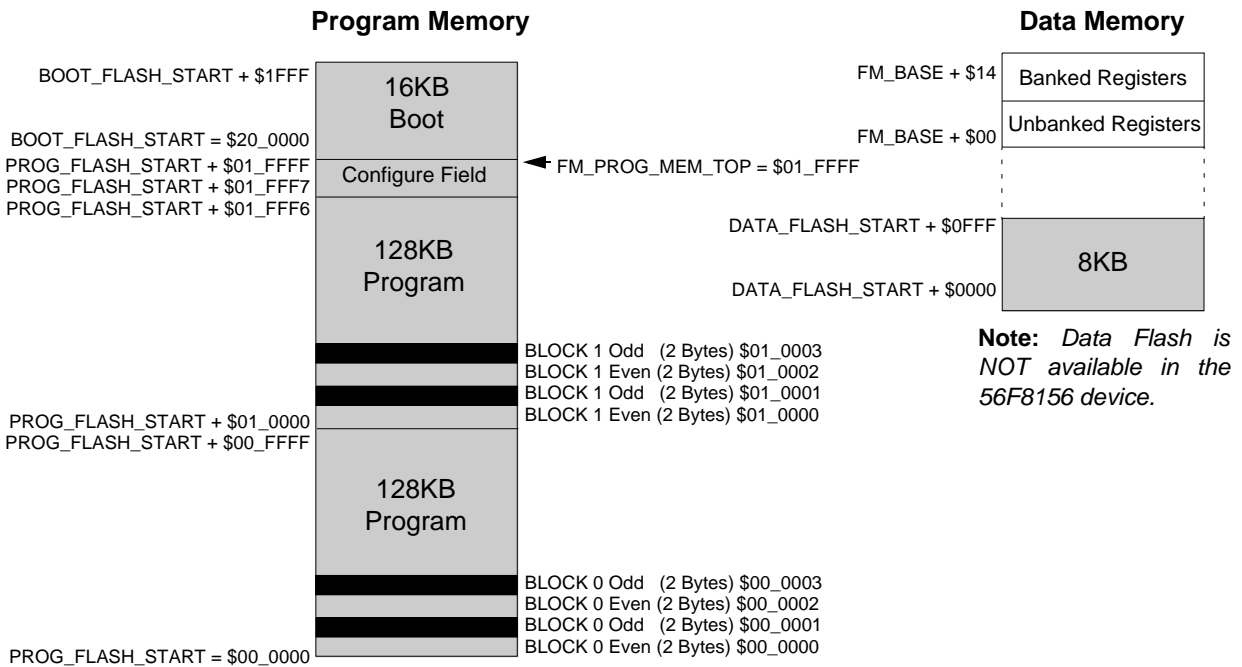 Program Memory
Data Memory
BOOT_FLASH_START + $1FFF
16KB
Boot
BOOT_FLASH_START = $20_0000
PROG_FLASH_START + $01_FFFF
FM_PROG_MEM_TOP = $01_FFFF
Configure Field
PROG_FLASH_START + $01_FFF7
PROG_FLASH_START + $01_FFF6
128KB
Program
BLOCK 1 Odd (2 Bytes) $01_0003
BLOCK 1 Even (2 Bytes) $01_0002
BLOCK 1 Odd (2 Bytes) $01_0001
BLOCK 1 Even (2 Bytes) $01_0000
PROG_FLASH_START + $01_0000
PROG_FLASH_START + $00_FFFF
128KB
Program
BLOCK 0 Odd (2 Bytes) $00_0003
BLOCK 0 Even (2 Bytes) $00_0002
BLOCK 0 Odd (2 Bytes) $00_0001
BLOCK 0 Even (2 Bytes) $00_0000
PROG_FLASH_START = $00_0000
FM_BASE + $14
Banked Registers
Unbanked Registers
FM_BASE + $00
DATA_FLASH_START + $0FFF
8KB
DATA_FLASH_START + $0000
Note: Data Flash is
NOT available in the
56F8156 device.